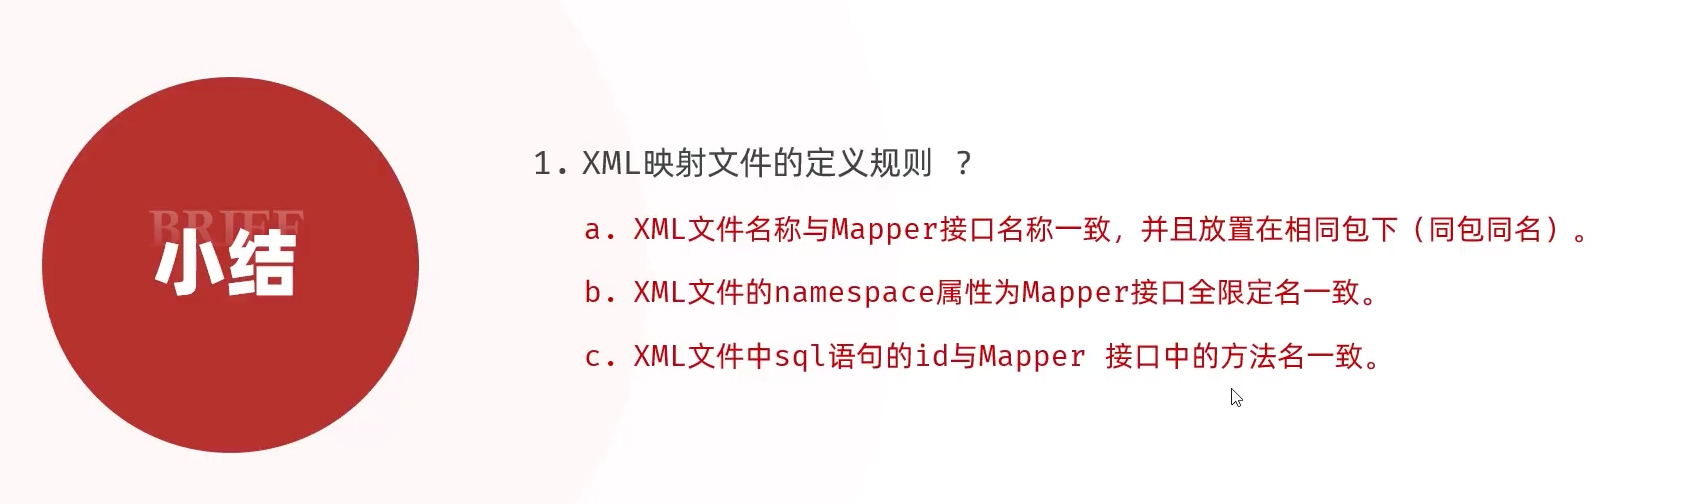 BRIEF
小结
1. XML映射文件的定义规则 ？
a. XML文件名称与Mapper接口名称一致，并且放置在相同包下（同包同名）。
b. XML文件的namespace属性为Mapper接口全限定名一致。
c. XML文件中sql语句的id与Mapper 接口中的方法名一致。